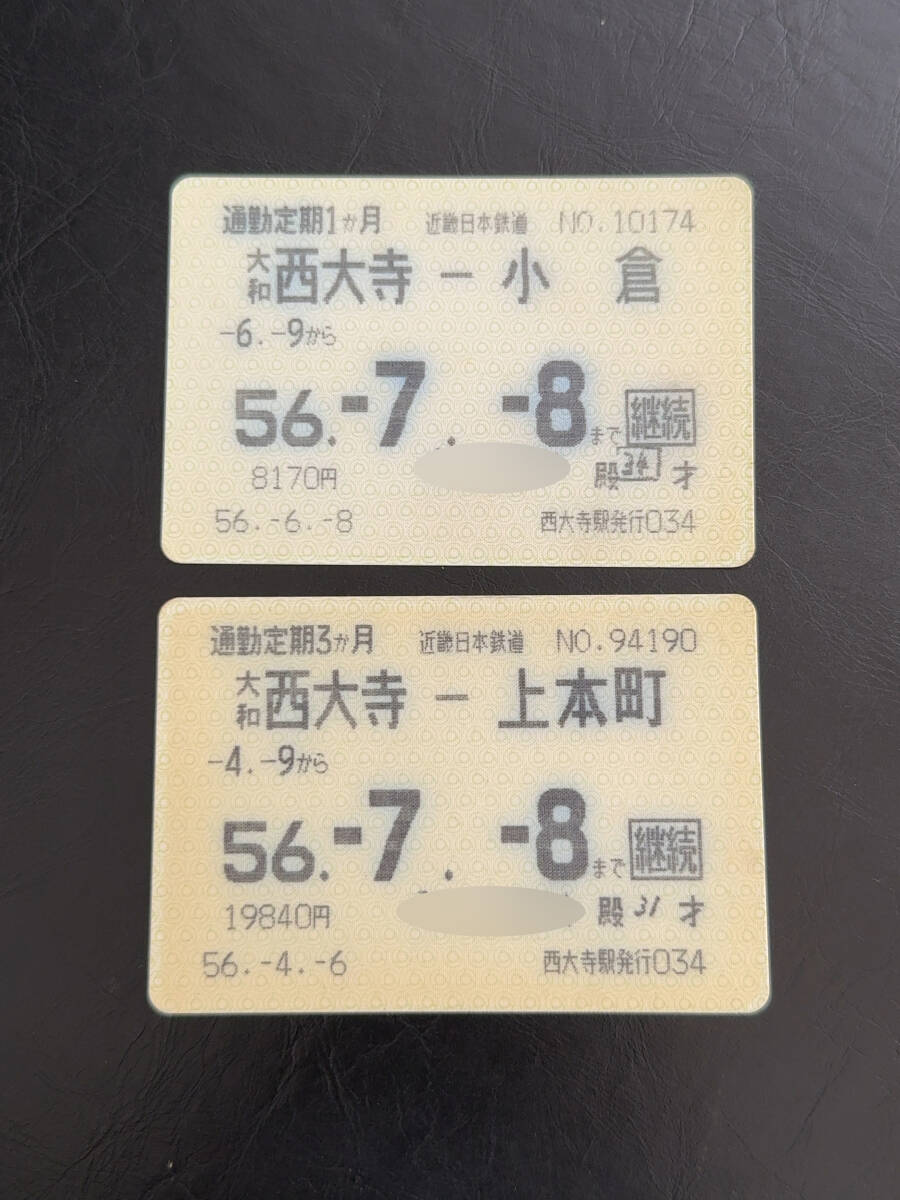 通勤定期1か月 近畿日本鉄道 NO.10174
大和西大寺 ー 小倉
-6.-9から
56.-7.-8まで 継続
8170円 殿 34 才
56.-6.-8 西大寺駅発行034
通勤定期3か月 近畿日本鉄道 NO.94190
大和西大寺 ー 上本町
-4.-9から
56.-7.-8まで 継続
19840円 殿 31 才
56.-4.-6 西大寺駅発行034